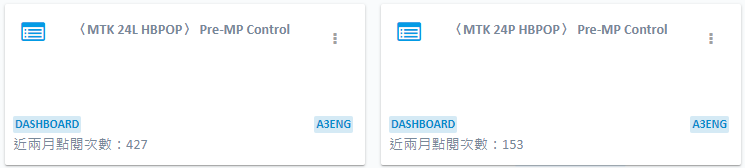 〈MTK 24L HBPOP〉 Pre-MP Control
DASHBOARD
A3ENG
近兩月點閱次數：427
〈MTK 24P HBPOP〉 Pre-MP Control
DASHBOARD
A3ENG
近兩月點閱次數：153